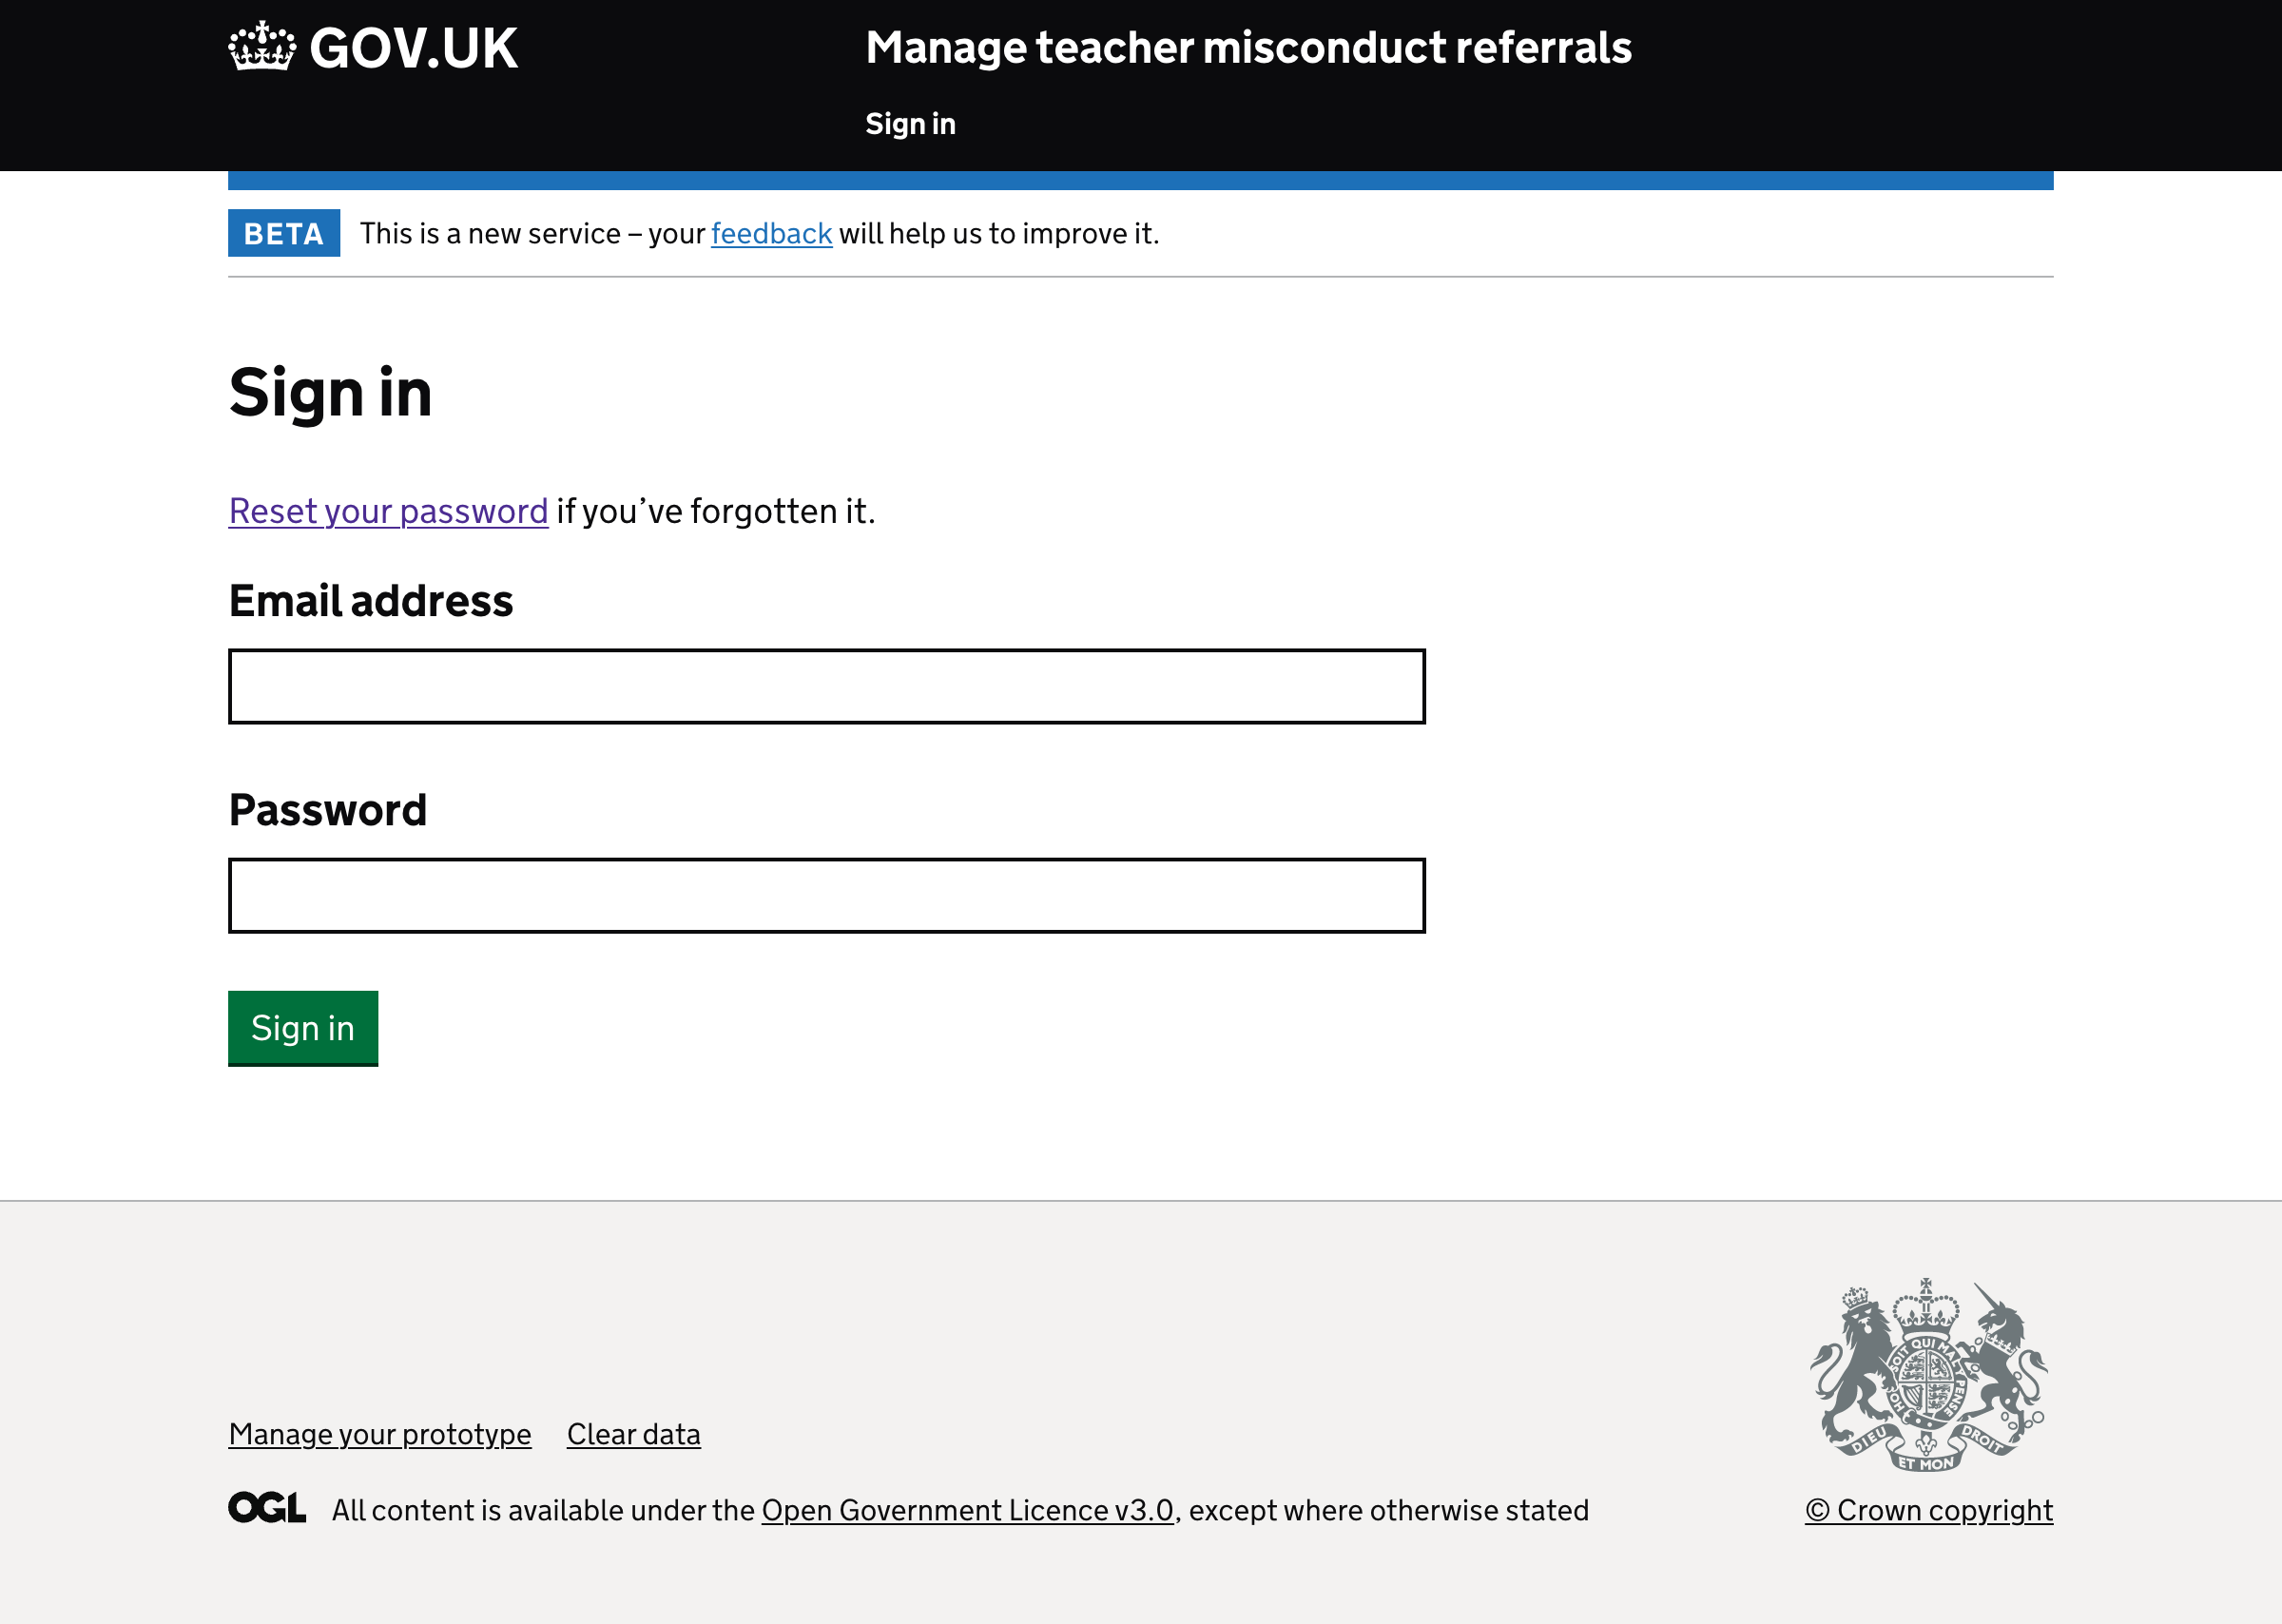 GOV.UK
Manage teacher misconduct referrals
Sign in
BETA This is a new service – your feedback will help us to improve it.
Sign in
Reset your password if you’ve forgotten it.
Email address
Password
Sign in
Manage your prototype Clear data
OGL All content is available under the Open Government Licence v3.0, except where otherwise stated
HONI SOIT QUI MAL Y PENSE
DIEU ET MON DROIT
© Crown copyright